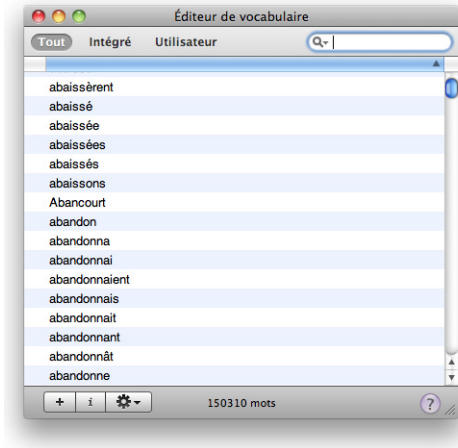 Éditeur de vocabulaire
Tout Intégré Utilisateur
abaissèrent
abaissé
abaissée
abaissées
abaissés
abaissons
Abancourt
abandon
abandonna
abandonnai
abandonnaient
abandonnais
abandonnait
abandonnant
abandonnât
abandonne
+ i 150310 mots ?